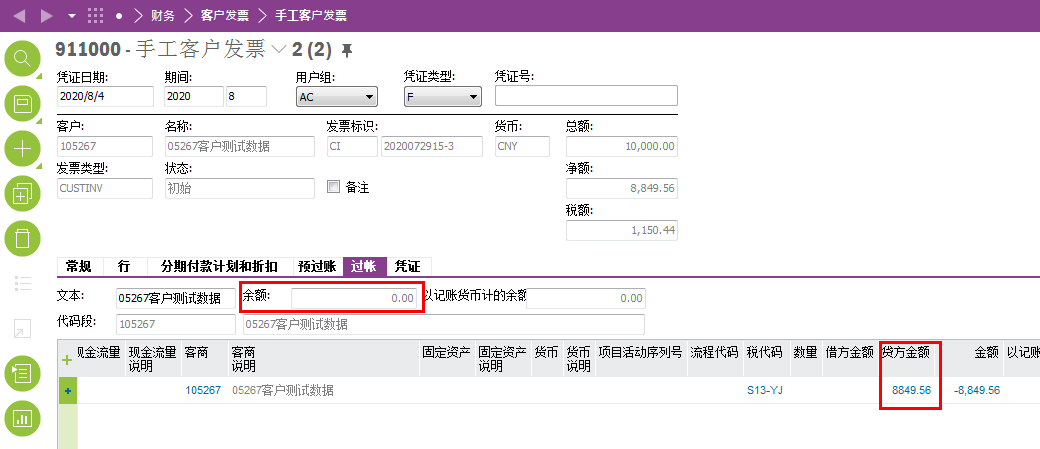 财务 客户发票 手工客户发票
911000 - 手工客户发票 2 (2)
凭证日期: 期间: 用户组: 凭证类型: 凭证号:
2020/8/4 2020 8 AC F
客户: 名称: 发票标识: 货币: 总额:
105267 05267客户测试数据 CI 2020072915-3 CNY 10,000.00
发票类型: 状态: 净额:
CUSTINV 初始 备注 8,849.56
税额:
1,150.44
常规 行 分期付款计划和折扣 预过账 过帐 凭证
文本: 05267客户测试数据 余额: 0.00 以记账货币计的余额 0.00
代码段: 105267 05267客户测试数据
现金流量 现金流量 客商 客商 固定资产 固定资产 货币 货币 项目活动序列号 流程代码 税代码 数量 借方金额 贷方金额 金额 以记账
说明 说明 说明 说明
105267 05267客户测试数据 S13-YJ 8849.56 -8,849.56